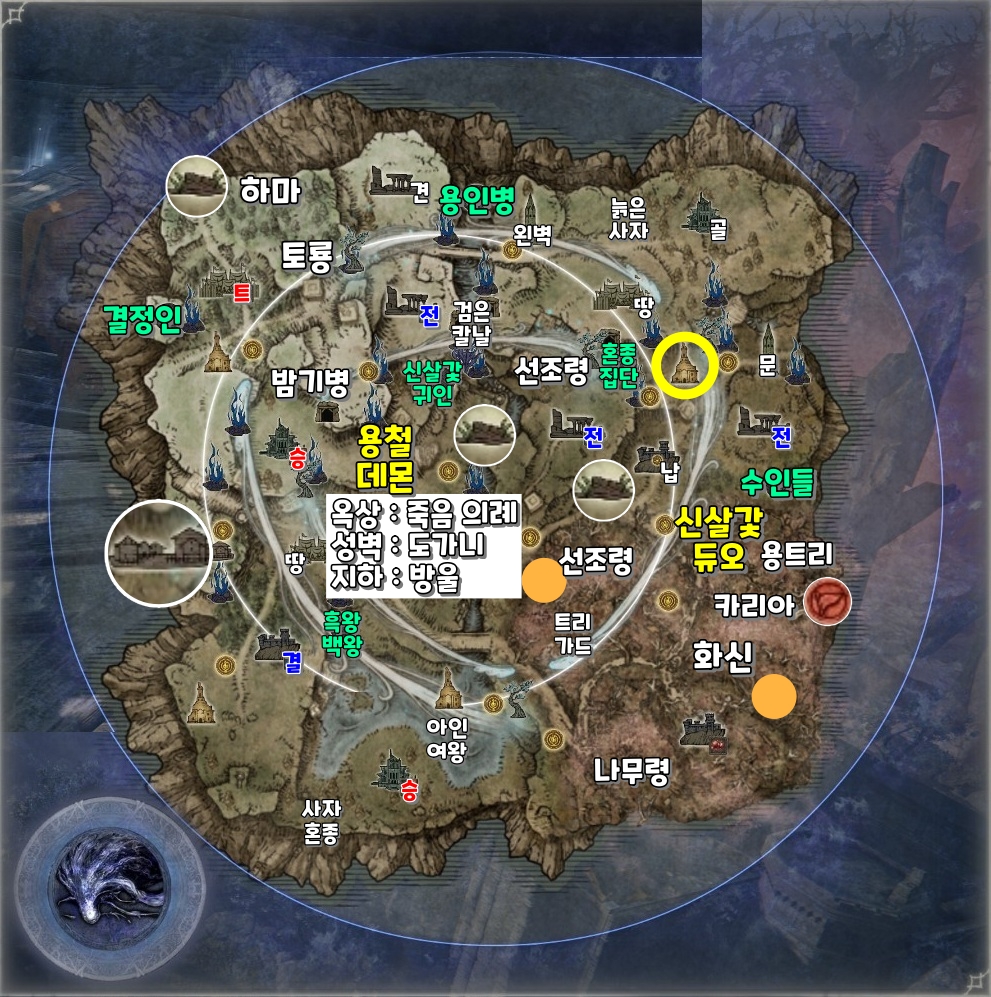 하마
견
용인병
왼벽
늙은
사자
골
토룡
트
결정인
전
검은
칼날
땅
밤기병
신살갗
귀인
선조령
혼종
집단
문
용철
데몬
승
전
전
납
수인들
옥상 : 죽음 의례
성벽 : 도가니
지하 : 방울
신살갗
듀오
용트리
땅
선조령
카리아
흑왕
백왕
트리
가드
결
화신
아인
여왕
나무령
승
사자
혼종